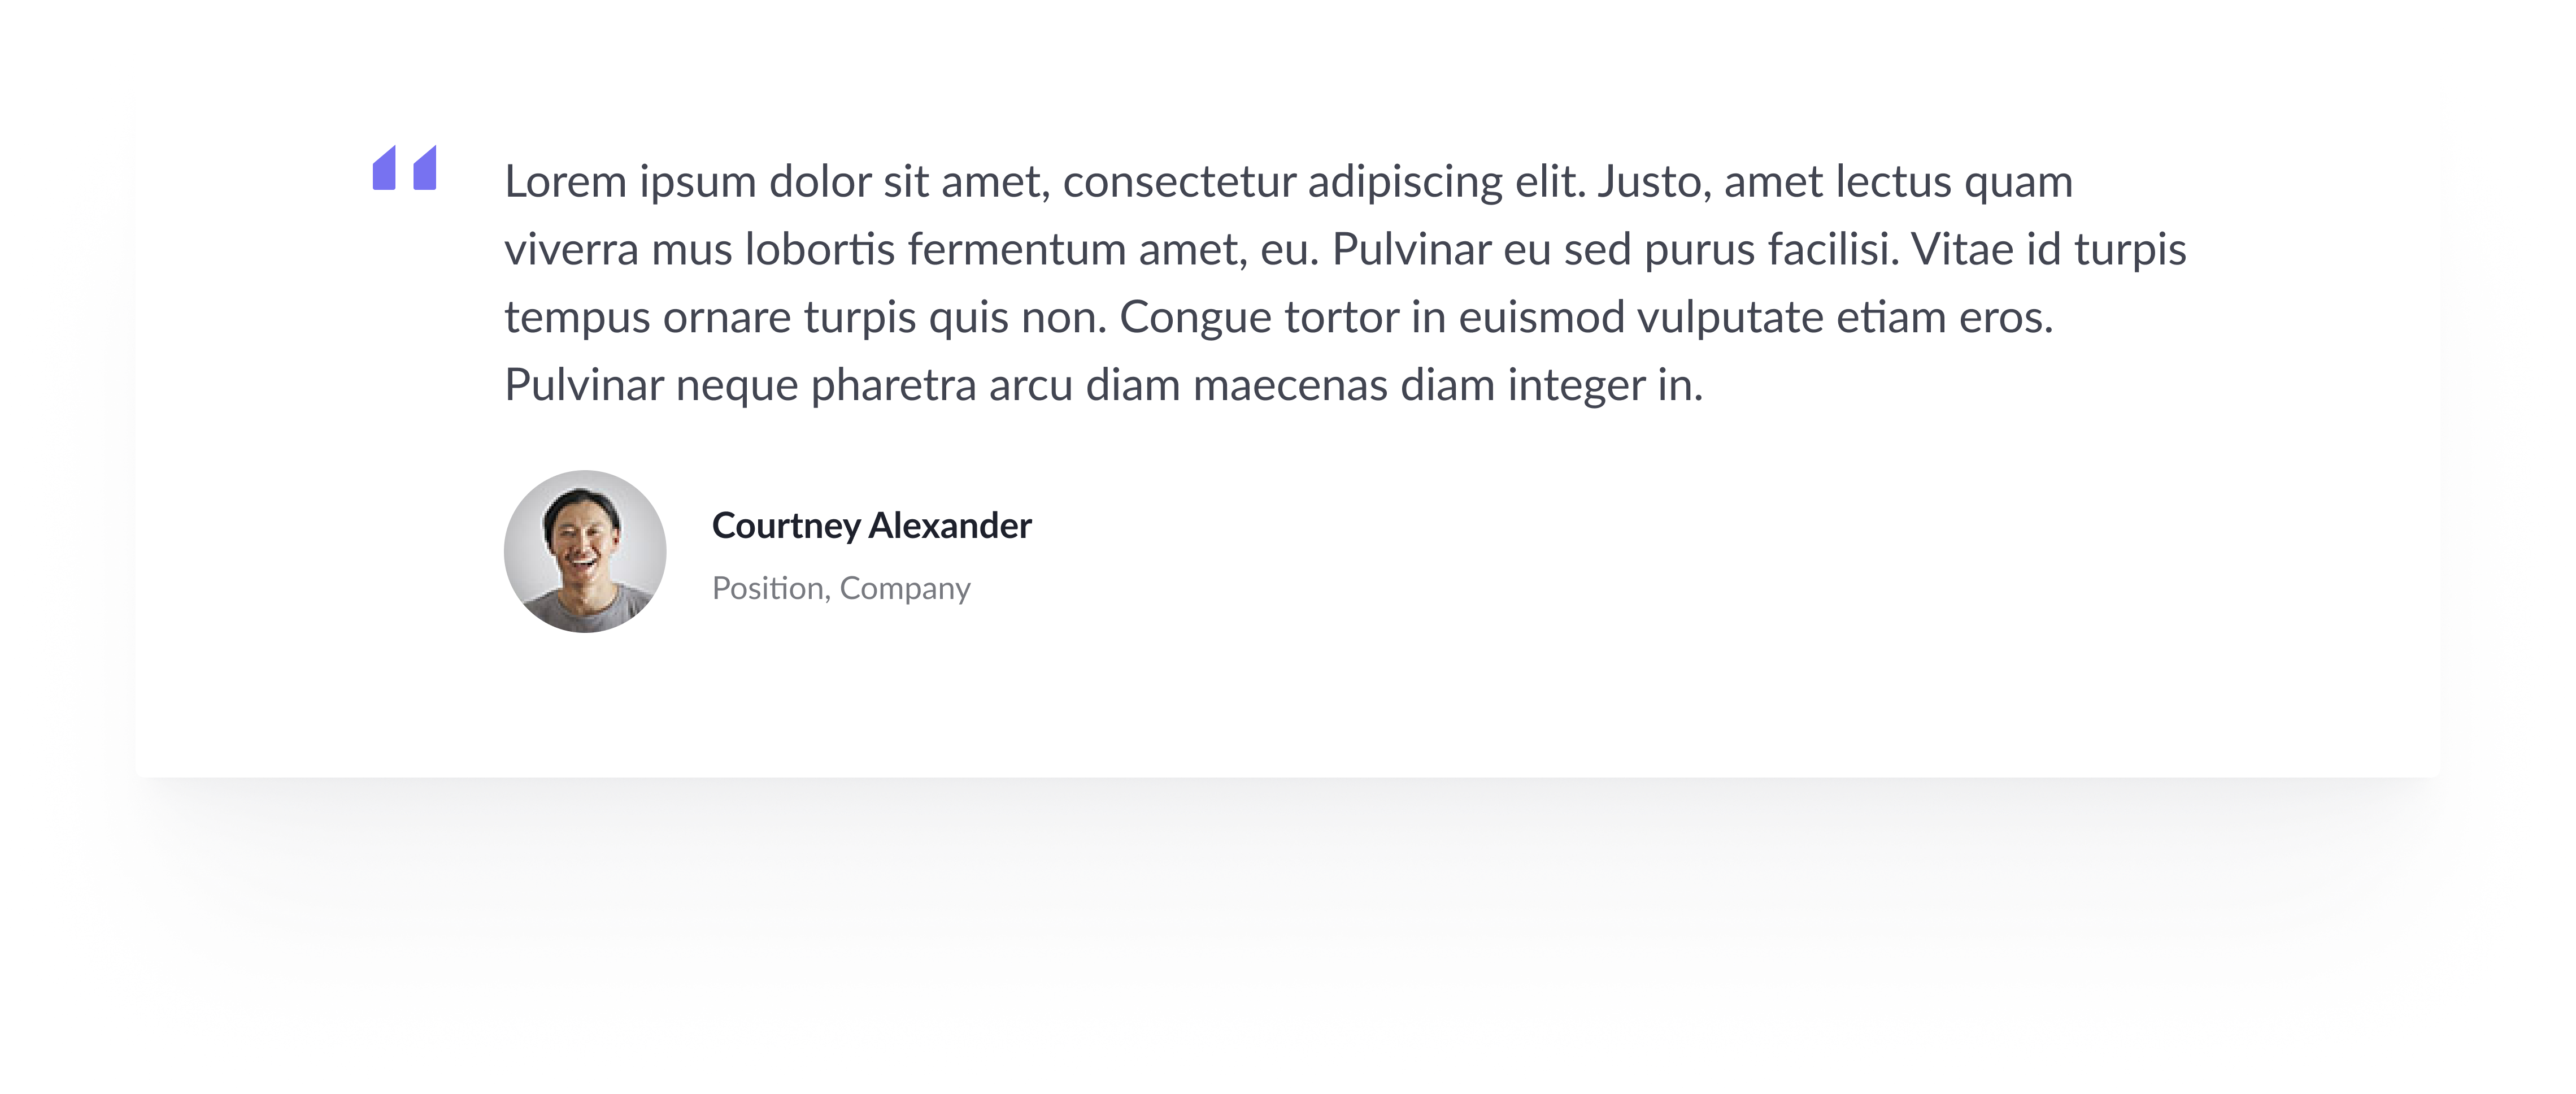 Lorem ipsum dolor sit amet, consectetur adipiscing elit. Justo, amet lectus quam
viverra mus lobortis fermentum amet, eu. Pulvinar eu sed purus facilisi. Vitae id turpis
tempus ornare turpis quis non. Congue tortor in euismod vulputate etiam eros.
Pulvinar neque pharetra arcu diam maecenas diam integer in.
Courtney Alexander
Position, Company